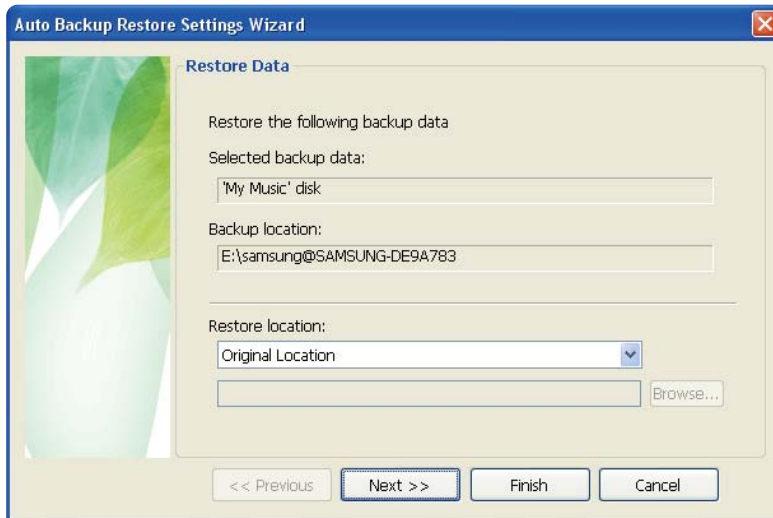 Auto Backup Restore Settings Wizard
Restore Data
Restore the following backup data
Selected backup data:
'My Music' disk
Backup location:
E:\samsung@SAMSUNG-DE9A783
Restore location:
Original Location
Browse...
<< Previous
Next >>
Finish
Cancel